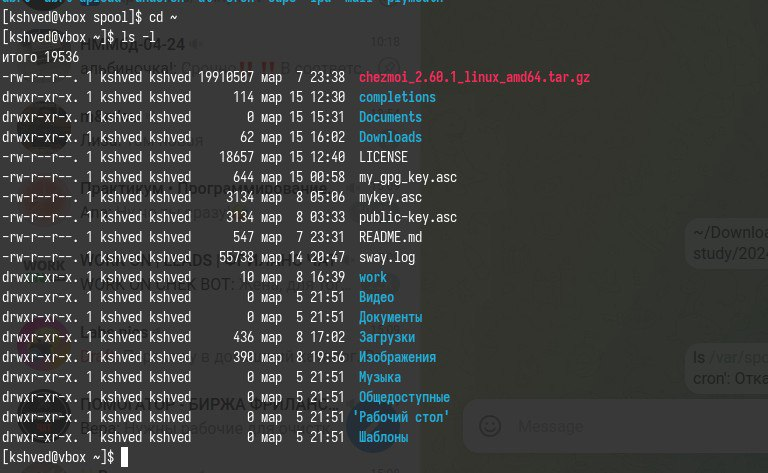 [kshved@vbox spool]$ cd ~
[kshved@vbox ~]$ ls -l
итого 19536
-rw-r--r--. 1 kshved kshved 19910507 мар  7 23:38 chezmoi_2.60.1_linux_amd64.tar.gz
drwxr-xr-x. 1 kshved kshved      114 мар 15 12:30 completions
drwxr-xr-x. 1 kshved kshved        0 мар 15 15:31 Documents
drwxr-xr-x. 1 kshved kshved       62 мар 15 16:02 Downloads
-rw-r--r--. 1 kshved kshved    18657 мар 15 12:40 LICENSE
-rw-r--r--. 1 kshved kshved      644 мар 15 00:58 my_gpg_key.asc
-rw-r--r--. 1 kshved kshved     3134 мар  8 05:06 mykey.asc
-rw-r--r--. 1 kshved kshved     3134 мар  8 03:33 public-key.asc
-rw-r--r--. 1 kshved kshved      547 мар  7 23:31 README.md
-rw-r--r--. 1 kshved kshved    55738 мар 14 20:47 sway.log
drwxr-xr-x. 1 kshved kshved       10 мар  8 16:39 work
drwxr-xr-x. 1 kshved kshved        0 мар  5 21:51 Видео
drwxr-xr-x. 1 kshved kshved        0 мар  5 21:51 Документы
drwxr-xr-x. 1 kshved kshved      436 мар  8 17:02 Загрузки
drwxr-xr-x. 1 kshved kshved      390 мар  8 19:56 Изображения
drwxr-xr-x. 1 kshved kshved        0 мар  5 21:51 Музыка
drwxr-xr-x. 1 kshved kshved        0 мар  5 21:51 Общедоступные
drwxr-xr-x. 1 kshved kshved        0 мар  5 21:51 'Рабочий стол'
drwxr-xr-x. 1 kshved kshved        0 мар  5 21:51 Шаблоны
[kshved@vbox ~]$
10:18
~/Downloa
study/202
ls /var/spo
cron': Отка
Message